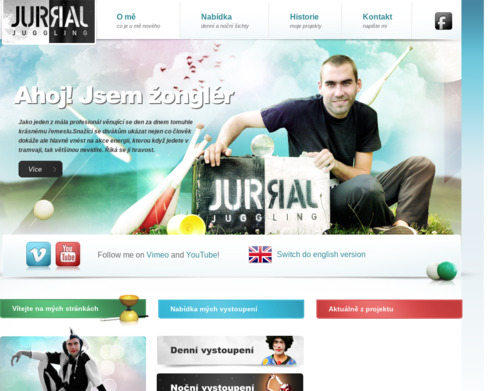 JURЯAL
JUGGLING
O mě
co je u mě nového
Nabídka
denní a noční šichty
Historie
moje projekty
Kontakt
napište mi
f
Ahoj! Jsem žonglér
Jako jeden z mála profesionál věnující se den za dnem tomuhle
krásnému řemeslu.Snažící se divákům ukázat nejen co člověk
dokáže ale hlavně vnést na akce energii, kterou když jedete v
tramvaji, tak většinou nevidíte. Říká se jí hravost.
Více
JURЯAL
JUGGLING
You
Tube
Follow me on Vimeo and YouTube!
Switch do english version
Vítejte na mých stránkách
Nabídka mých vystoupení
Aktuálně z projektu
Denní vystoupení
Noční vystoupení